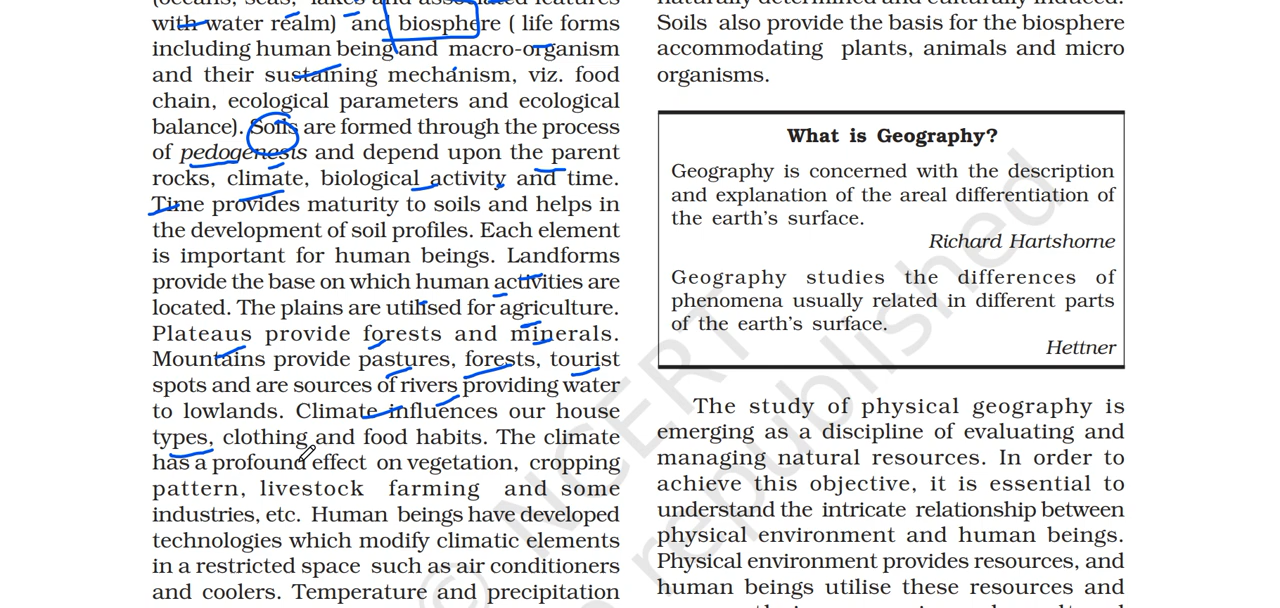 (oceans, seas, lakes and associated features
with water realm) and biosphere ( life forms
including human being and macro-organism
and their sustaining mechanism, viz. food
chain, ecological parameters and ecological
balance). Soils are formed through the process
of pedogenesis and depend upon the parent
rocks, climate, biological activity and time.
Time provides maturity to soils and helps in
the development of soil profiles. Each element
is important for human beings. Landforms
provide the base on which human activities are
located. The plains are utilised for agriculture.
Plateaus provide forests and minerals.
Mountains provide pastures, forests, tourist
spots and are sources of rivers providing water
to lowlands. Climate influences our house
types, clothing and food habits. The climate
has a profound effect on vegetation, cropping
pattern, livestock farming and some
industries, etc. Human beings have developed
technologies which modify climatic elements
in a restricted space such as air conditioners
and coolers. Temperature and precipitation
naturally determined and culturally induced.
Soils also provide the basis for the biosphere
accommodating plants, animals and micro
organisms.
What is Geography?
Geography is concerned with the description
and explanation of the areal differentiation of
the earth's surface.
Richard Hartshorne
Geography studies the differences of
phenomena usually related in different parts
of the earth's surface.
Hettner
The study of physical geography is
emerging as a discipline of evaluating and
managing natural resources. In order to
achieve this objective, it is essential to
understand the intricate relationship between
physical environment and human beings.
Physical environment provides resources, and
human beings utilise these resources and
© NCERT
republished